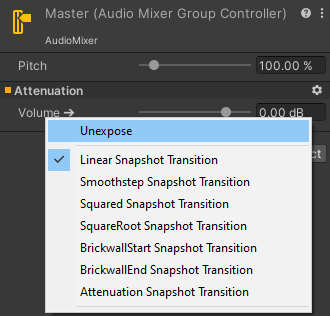 Master (Audio Mixer Group Controller)
AudioMixer
Pitch 100.00 %
Attenuation
Volume → 0.00 dB
Unexpose
Linear Snapshot Transition
Smoothstep Snapshot Transition
Squared Snapshot Transition
SquareRoot Snapshot Transition
BrickwallStart Snapshot Transition
BrickwallEnd Snapshot Transition
Attenuation Snapshot Transition